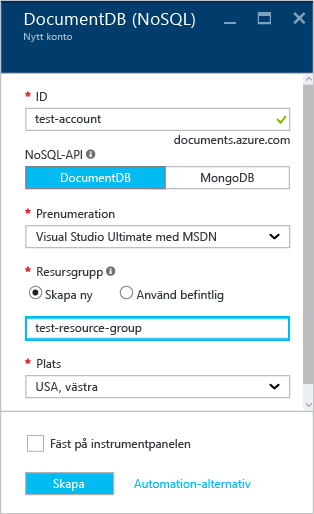 DocumentDB (NoSQL)
Nytt konto
* ID
test-account
documents.azure.com
NoSQL-API
DocumentDB MongoDB
* Prenumeration
Visual Studio Ultimate med MSDN
* Resursgrupp
Skapa ny Använd befintlig
test-resource-group
* Plats
USA, västra
Fäst på instrumentpanelen
Skapa Automation-alternativ